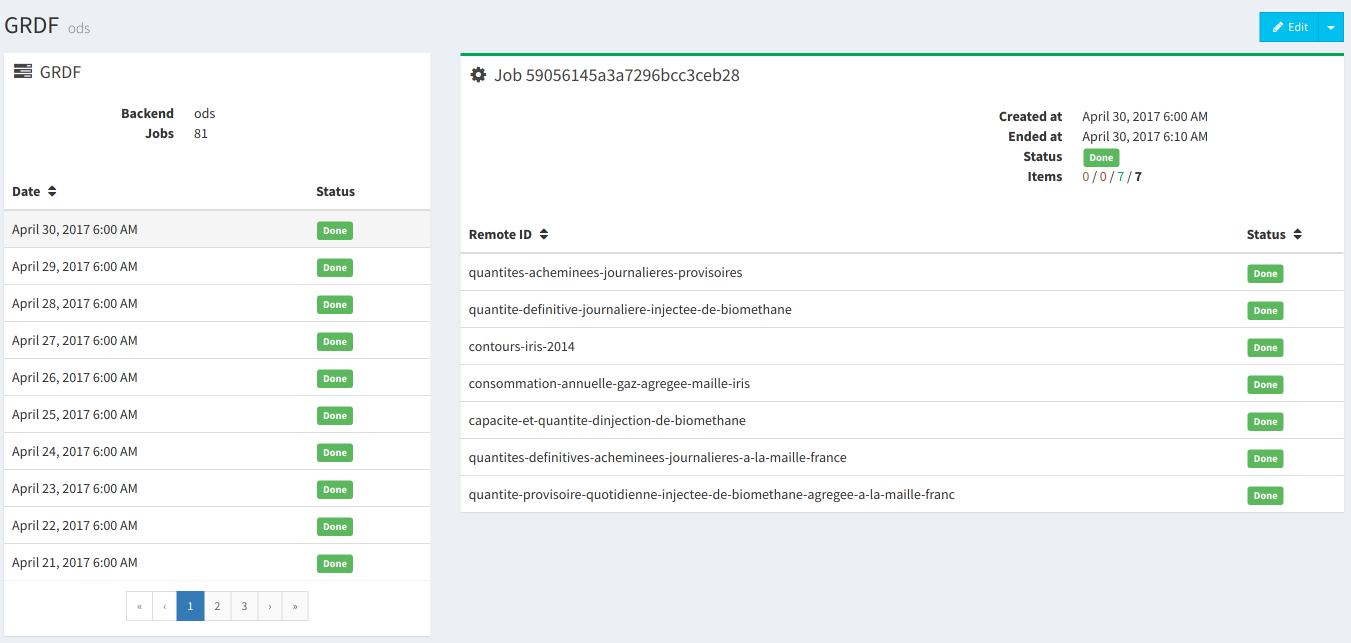 GRDF ods
Edit
GRDF
Backend ods
Jobs 81
Date Status
April 30, 2017 6:00 AM Done
April 29, 2017 6:00 AM Done
April 28, 2017 6:00 AM Done
April 27, 2017 6:00 AM Done
April 26, 2017 6:00 AM Done
April 25, 2017 6:00 AM Done
April 24, 2017 6:00 AM Done
April 23, 2017 6:00 AM Done
April 22, 2017 6:00 AM Done
April 21, 2017 6:00 AM Done
« ‹ 1 2 3 › »
Job 59056145a3a7296bcc3ceb28
Created at April 30, 2017 6:00 AM
Ended at April 30, 2017 6:10 AM
Status Done
Items 0 / 0 / 7 / 7
Remote ID Status
quantites-acheminees-journalieres-provisoires Done
quantite-definitive-journaliere-injectee-de-biomethane Done
contours-iris-2014 Done
consommation-annuelle-gaz-agregee-maille-iris Done
capacite-et-quantite-dinjection-de-biomethane Done
quantites-definitives-acheminees-journalieres-a-la-maille-france Done
quantite-provisoire-quotidienne-injectee-de-biomethane-agregee-a-la-maille-franc Done